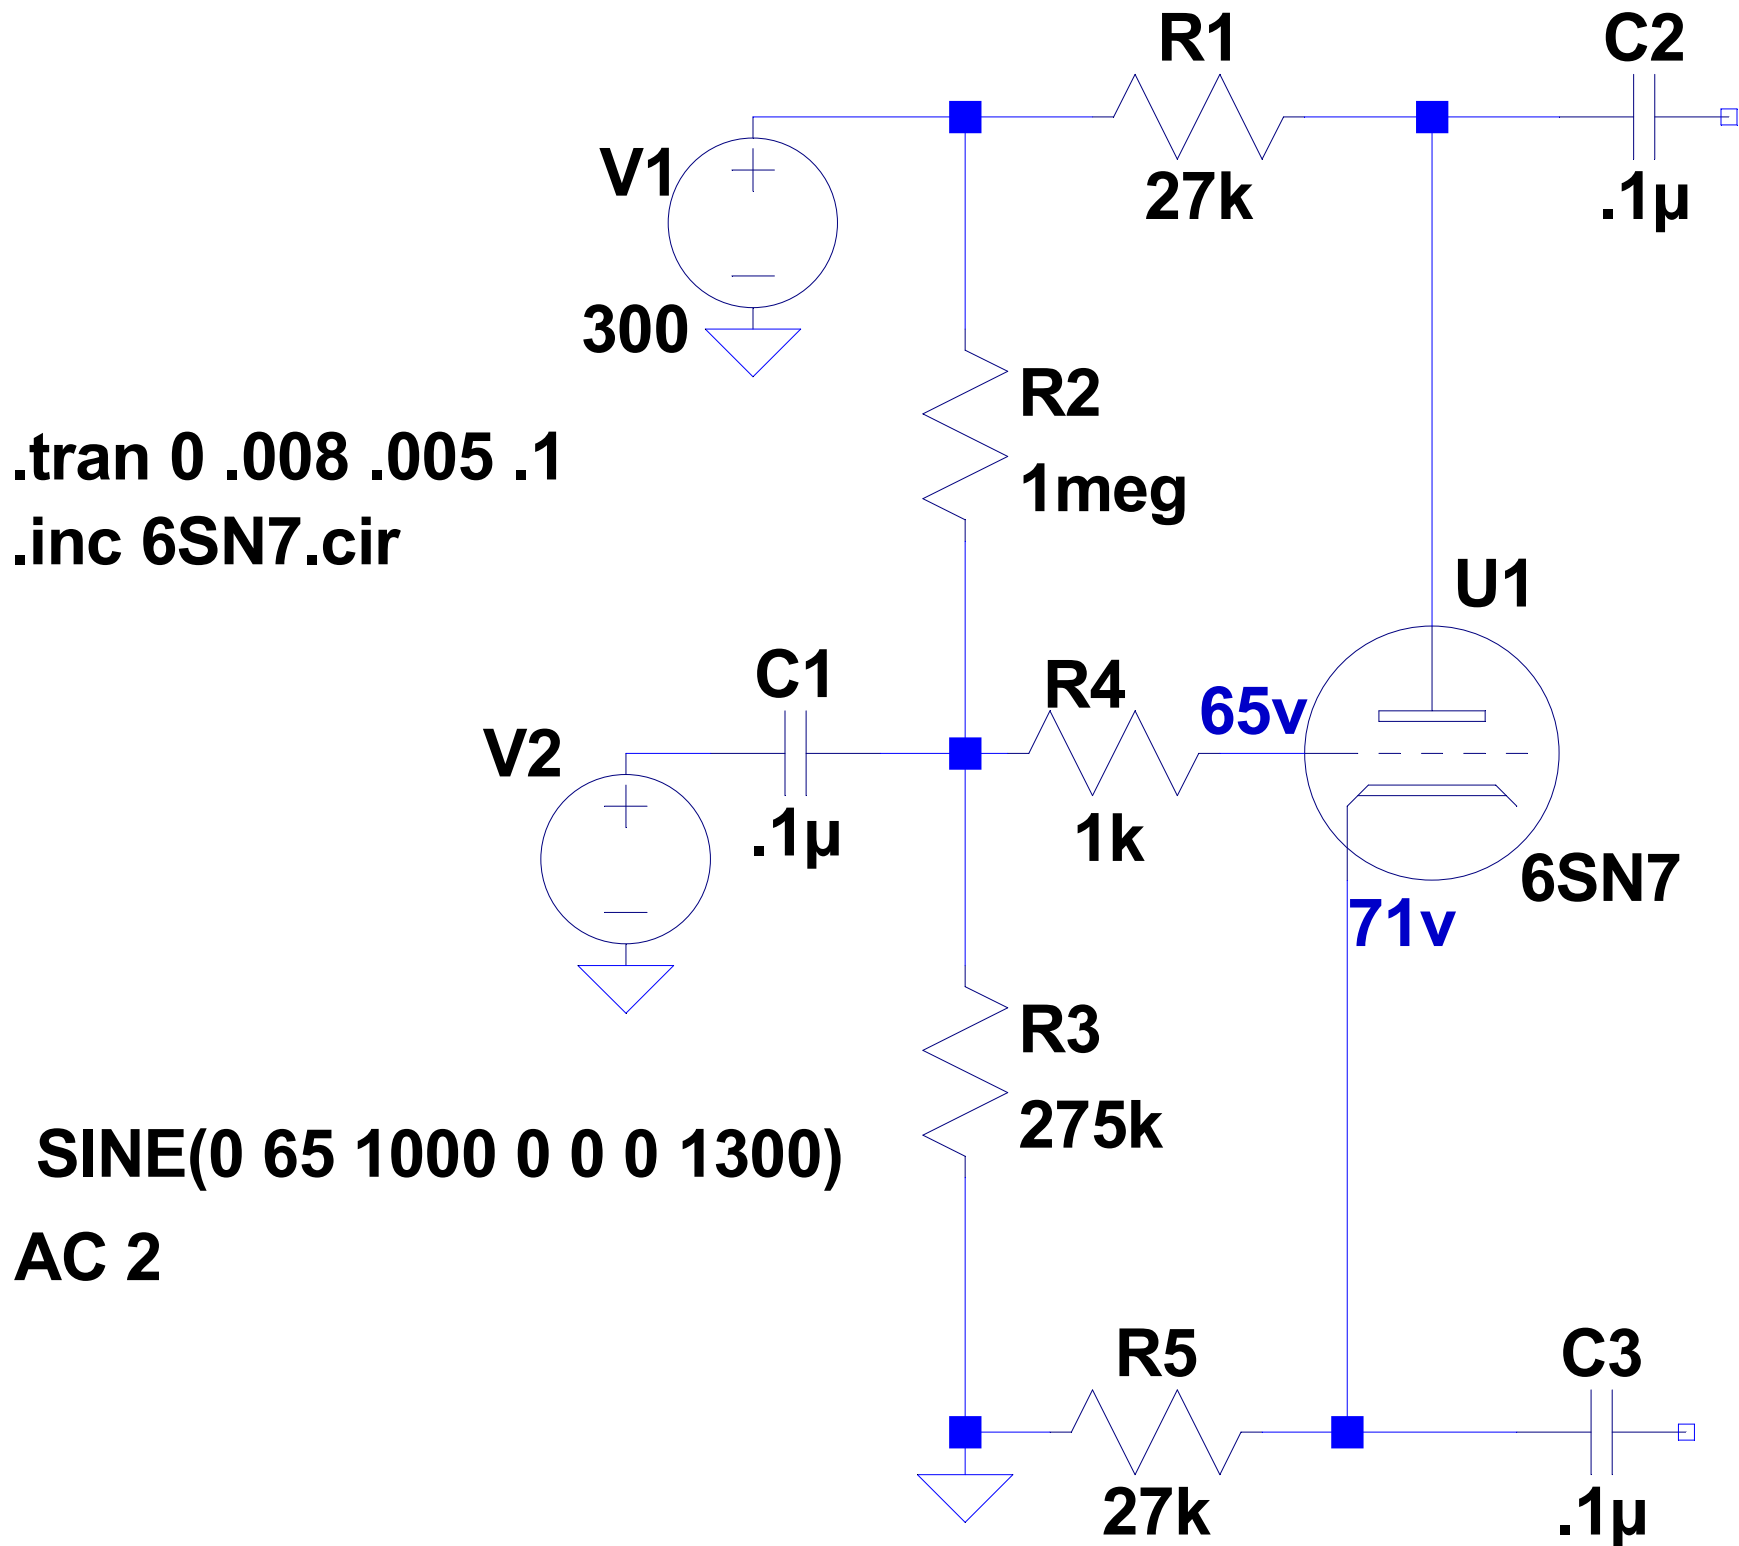 R1
C2
V1
27k
.1µ
300
R2
.tran 0 .008 .005 .1
1meg
.inc 6SN7.cir
U1
C1
R4
65v
V2
.1µ
1k
6SN7
71v
R3
275k
SINE(0 65 1000 0 0 0 1300)
AC 2
R5
C3
27k
.1µ